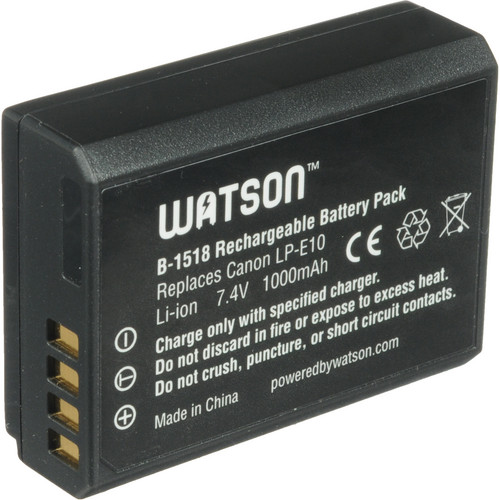 WATSON™
B-1518 Rechargeable Battery Pack
Replaces Canon LP-E10
Li-ion 7.4V 1000mAh
CE
Charge only with specified charger.
Do not discard in fire or expose to excess heat.
Do not crush, puncture, or short circuit contacts.
poweredbywatson.com
Made in China